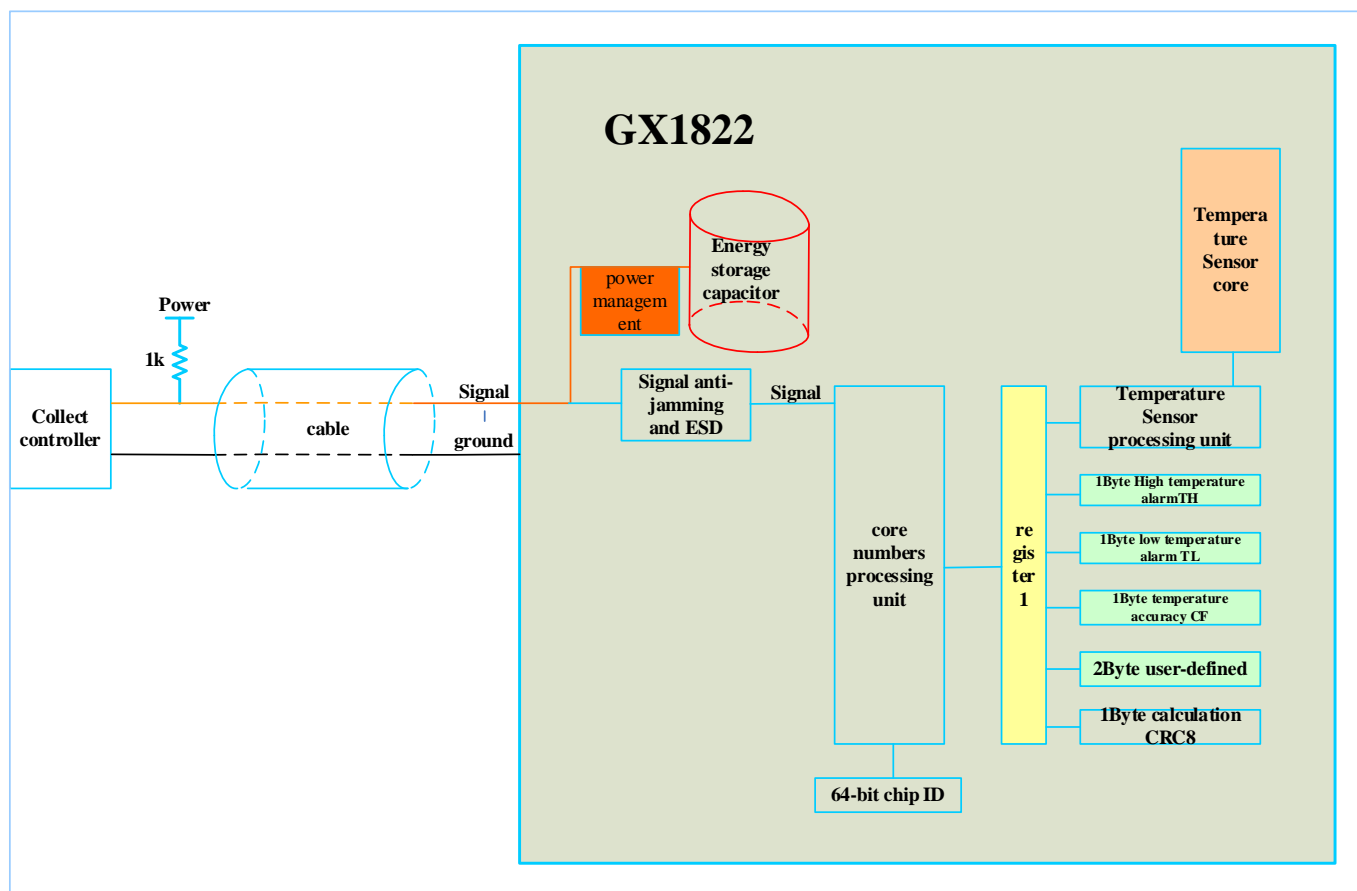 GX1822
Tempera
ture
Sensor
core
Energy
storage
capacitor
power
managem
ent
Power
1k
Collect
controller
cable
Signal
ground
Signal anti-
jamming
and ESD
Signal
core
numbers
processing
unit
re
gis
ter
1
Temperature
Sensor
processing unit
1Byte High temperature
alarmTH
1Byte low temperature
alarm TL
1Byte temperature
accuracy CF
2Byte user-defined
1Byte calculation
CRC8
64-bit chip ID